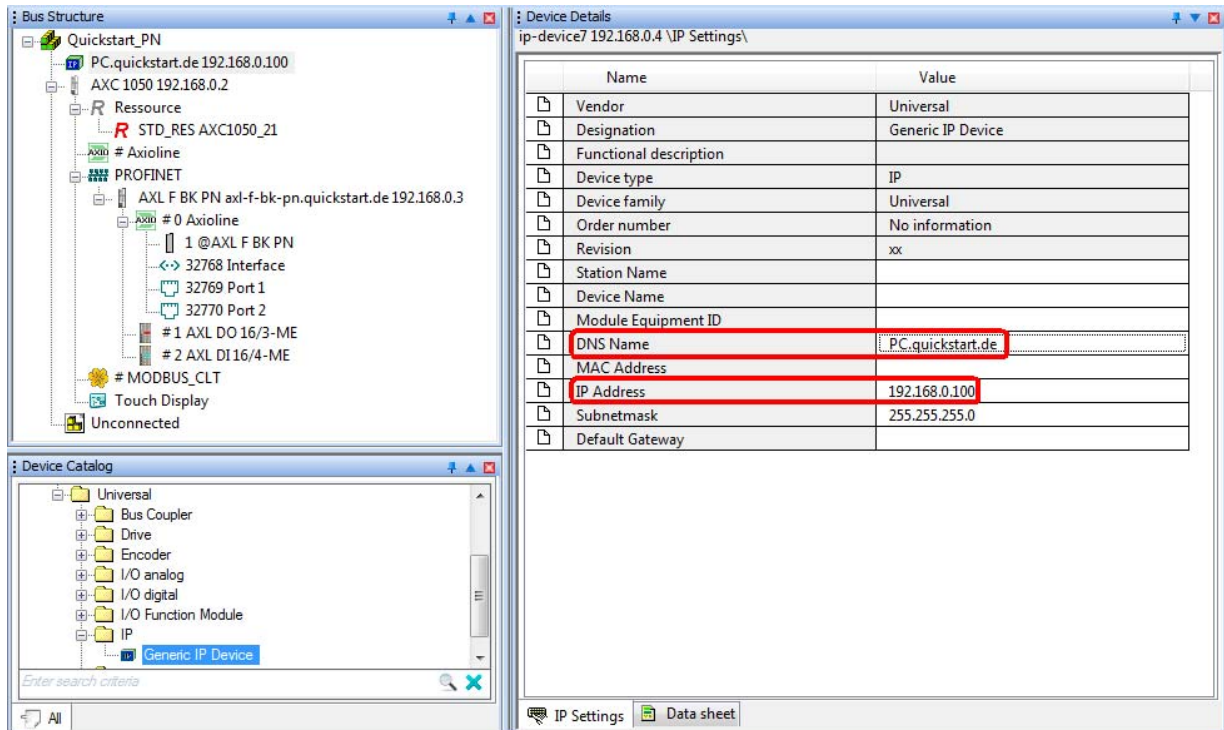 Bus Structure
Quickstart_PN
PC.quickstart.de 192.168.0.100
AXC 1050 192.168.0.2
R Ressource
R STD_RES AXC1050_21
AXIO # Axioline
PROFINET
AXL F BK PN axl-f-bk-pn.quickstart.de 192.168.0.3
AXIO # 0 Axioline
1 @AXL F BK PN
32768 Interface
32769 Port 1
32770 Port 2
# 1 AXL DO 16/3-ME
# 2 AXL DI 16/4-ME
# MODBUS_CLT
Touch Display
Unconnected
Device Catalog
Universal
Bus Coupler
Drive
Encoder
I/O analog
I/O digital
I/O Function Module
IP
Generic IP Device
Enter search criteria
All
Device Details
ip-device7 192.168.0.4 \IP Settings\
Name Value
Vendor Universal
Designation Generic IP Device
Functional description
Device type IP
Device family Universal
Order number No information
Revision xx
Station Name
Device Name
Module Equipment ID
DNS Name PC.quickstart.de
MAC Address
IP Address 192.168.0.100
Subnetmask 255.255.255.0
Default Gateway
IP Settings Data sheet